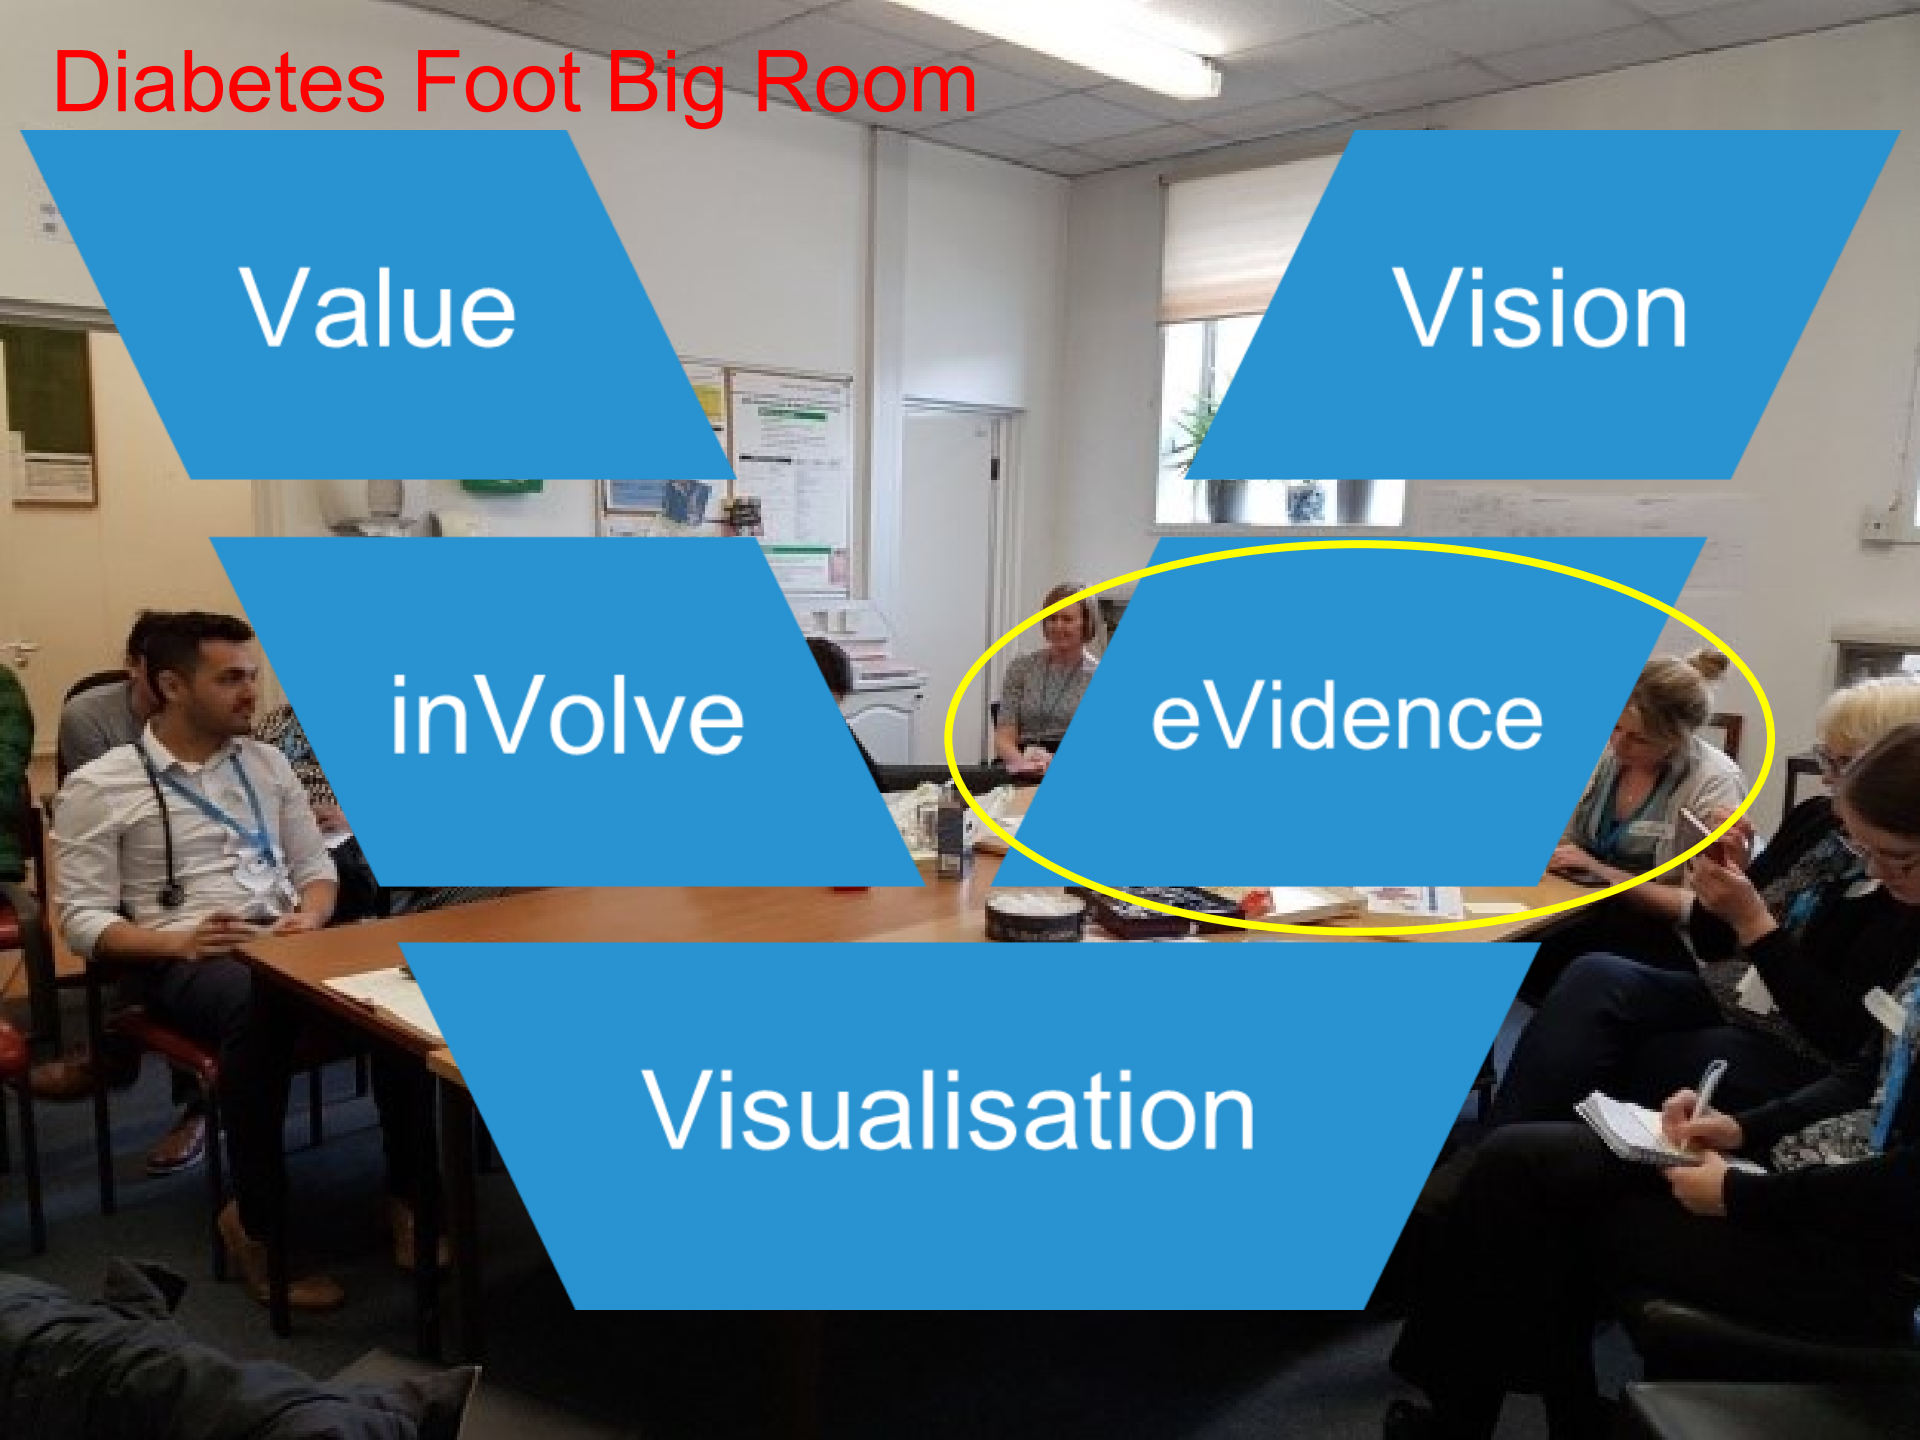 Diabetes Foot Big Room
Value
Vision
inVolve
eVidence
Visualisation